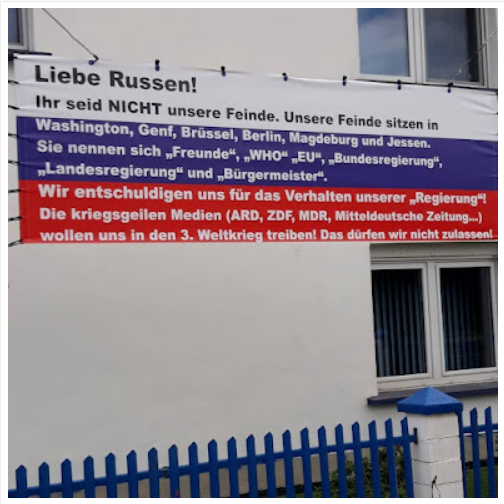 Liebe Russen!
Ihr seid NICHT unsere Feinde. Unsere Feinde sitzen in
Washington, Genf, Brüssel, Berlin, Magdeburg und Jessen.
Sie nennen sich „Freunde“, „WHO“ „EU“, „Bundesregierung“,
„Landesregierung“ und „Bürgermeister“.
Wir entschuldigen uns für das Verhalten unserer „Regierung“!
Die kriegsgeilen Medien (ARD, ZDF, MDR, Mitteldeutsche Zeitung...)
wollen uns in den 3. Weltkrieg treiben! Das dürfen wir nicht zulassen!